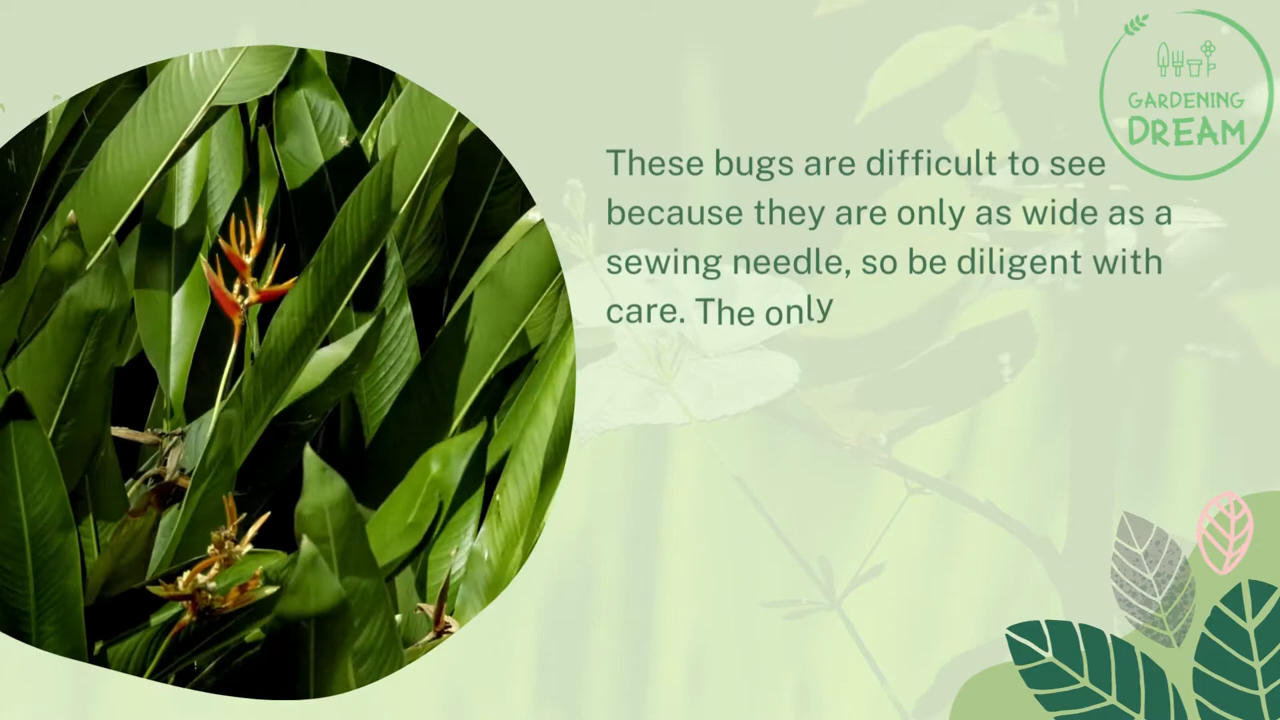 GARDENING
DREAM
These bugs are difficult to see
because they are only as wide as a
sewing needle, so be diligent with
care. The only